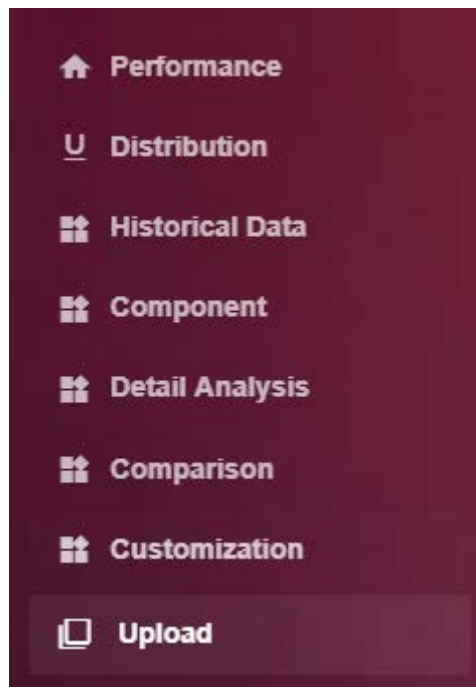 Performance
Distribution
Historical Data
Component
Detail Analysis
Comparison
Customization
Upload